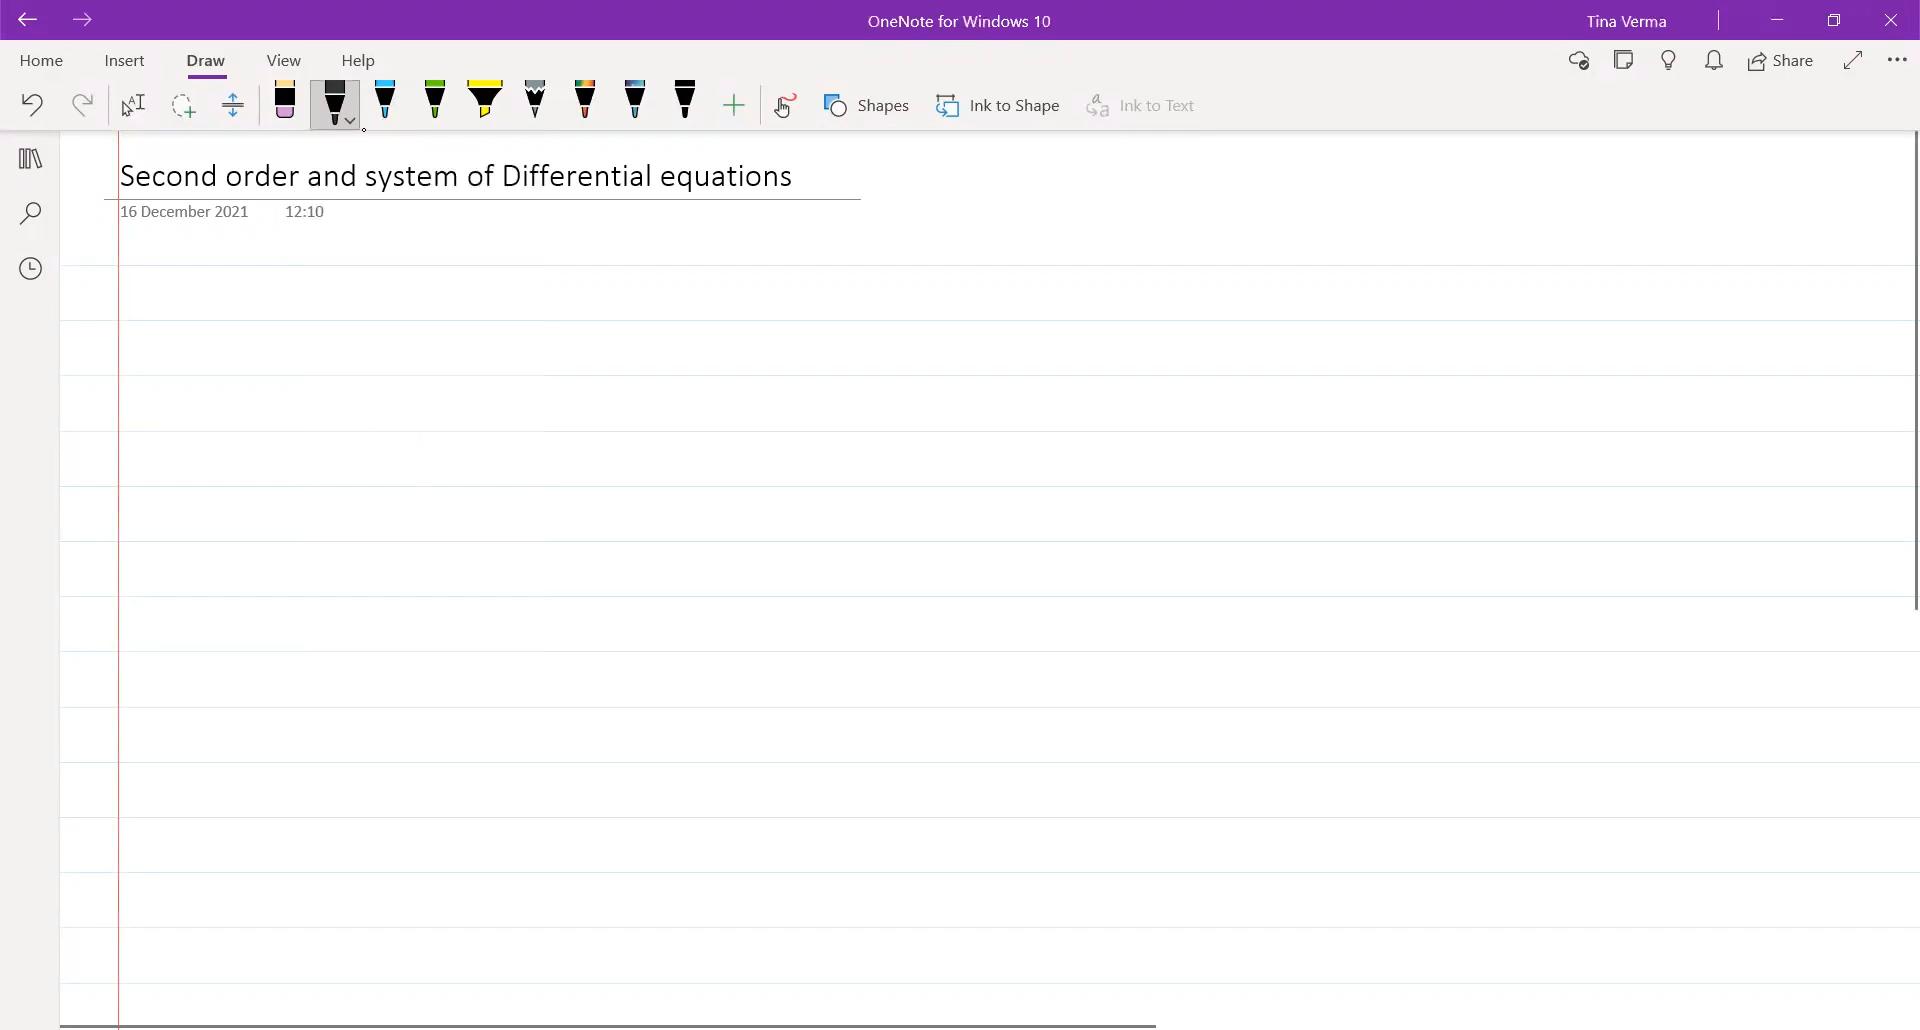 OneNote for Windows 10
Tina Verma
Home Insert Draw View Help
Share
Shapes Ink to Shape Ink to Text
Second order and system of Differential equations
16 December 2021 12:10